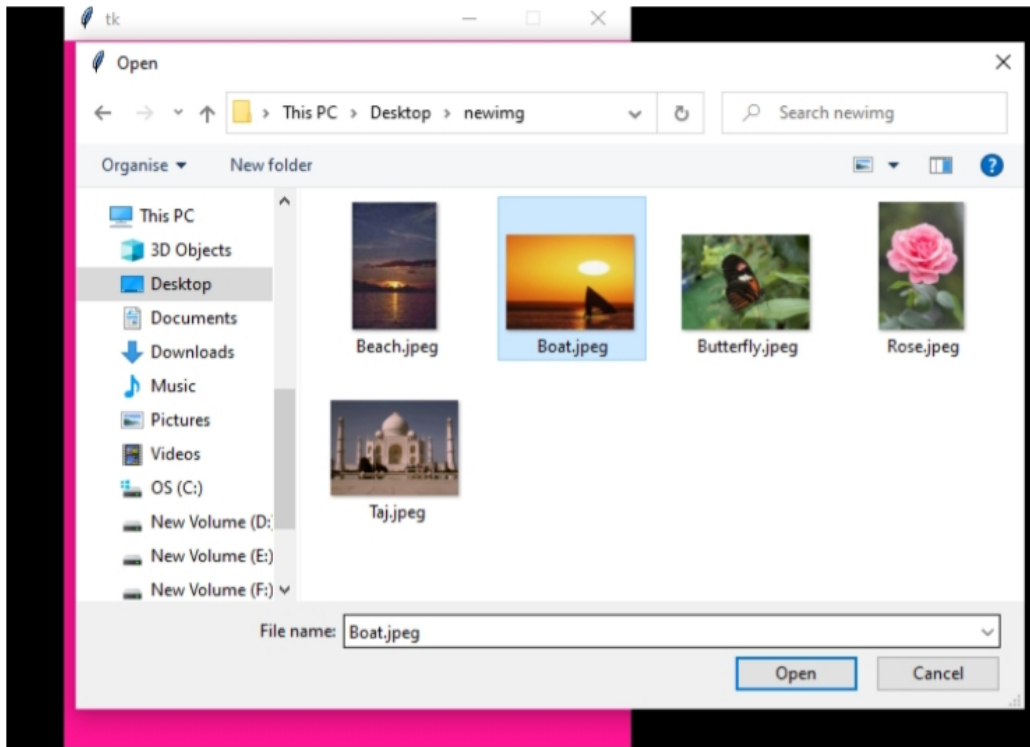 tk
Open
This PC > Desktop > newimg
Search newimg
Organise
New folder
This PC
3D Objects
Desktop
Documents
Downloads
Music
Pictures
Videos
OS (C:)
New Volume (D:
New Volume (E:)
New Volume (F:)
Beach.jpeg
Boat.jpeg
Butterfly.jpeg
Rose.jpeg
Taj.jpeg
File name: Boat.jpeg
Open
Cancel